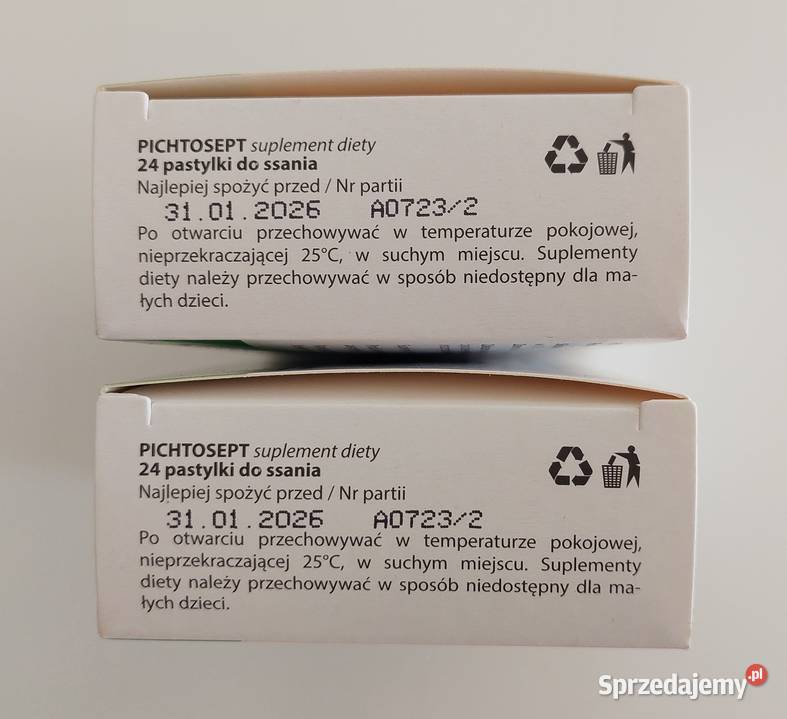 PICHTOSEPT suplement diety
24 pastylki do ssania
Najlepiej spożyć przed / Nr partii
31.01.2026 A0723/2
Po otwarciu przechowywać w temperaturze pokojowej,
nieprzekraczającej 25°C, w suchym miejscu. Suplementy
diety należy przechowywać w sposób niedostępny dla ma-
łych dzieci.
PICHTOSEPT suplement diety
24 pastylki do ssania
Najlepiej spożyć przed / Nr partii
31.01.2026 A0723/2
Po otwarciu przechowywać w temperaturze pokojowej,
nieprzekraczającej 25°C, w suchym miejscu. Suplementy
diety należy przechowywać w sposób niedostępny dla ma-
łych dzieci.
Sprzedajemy.pl